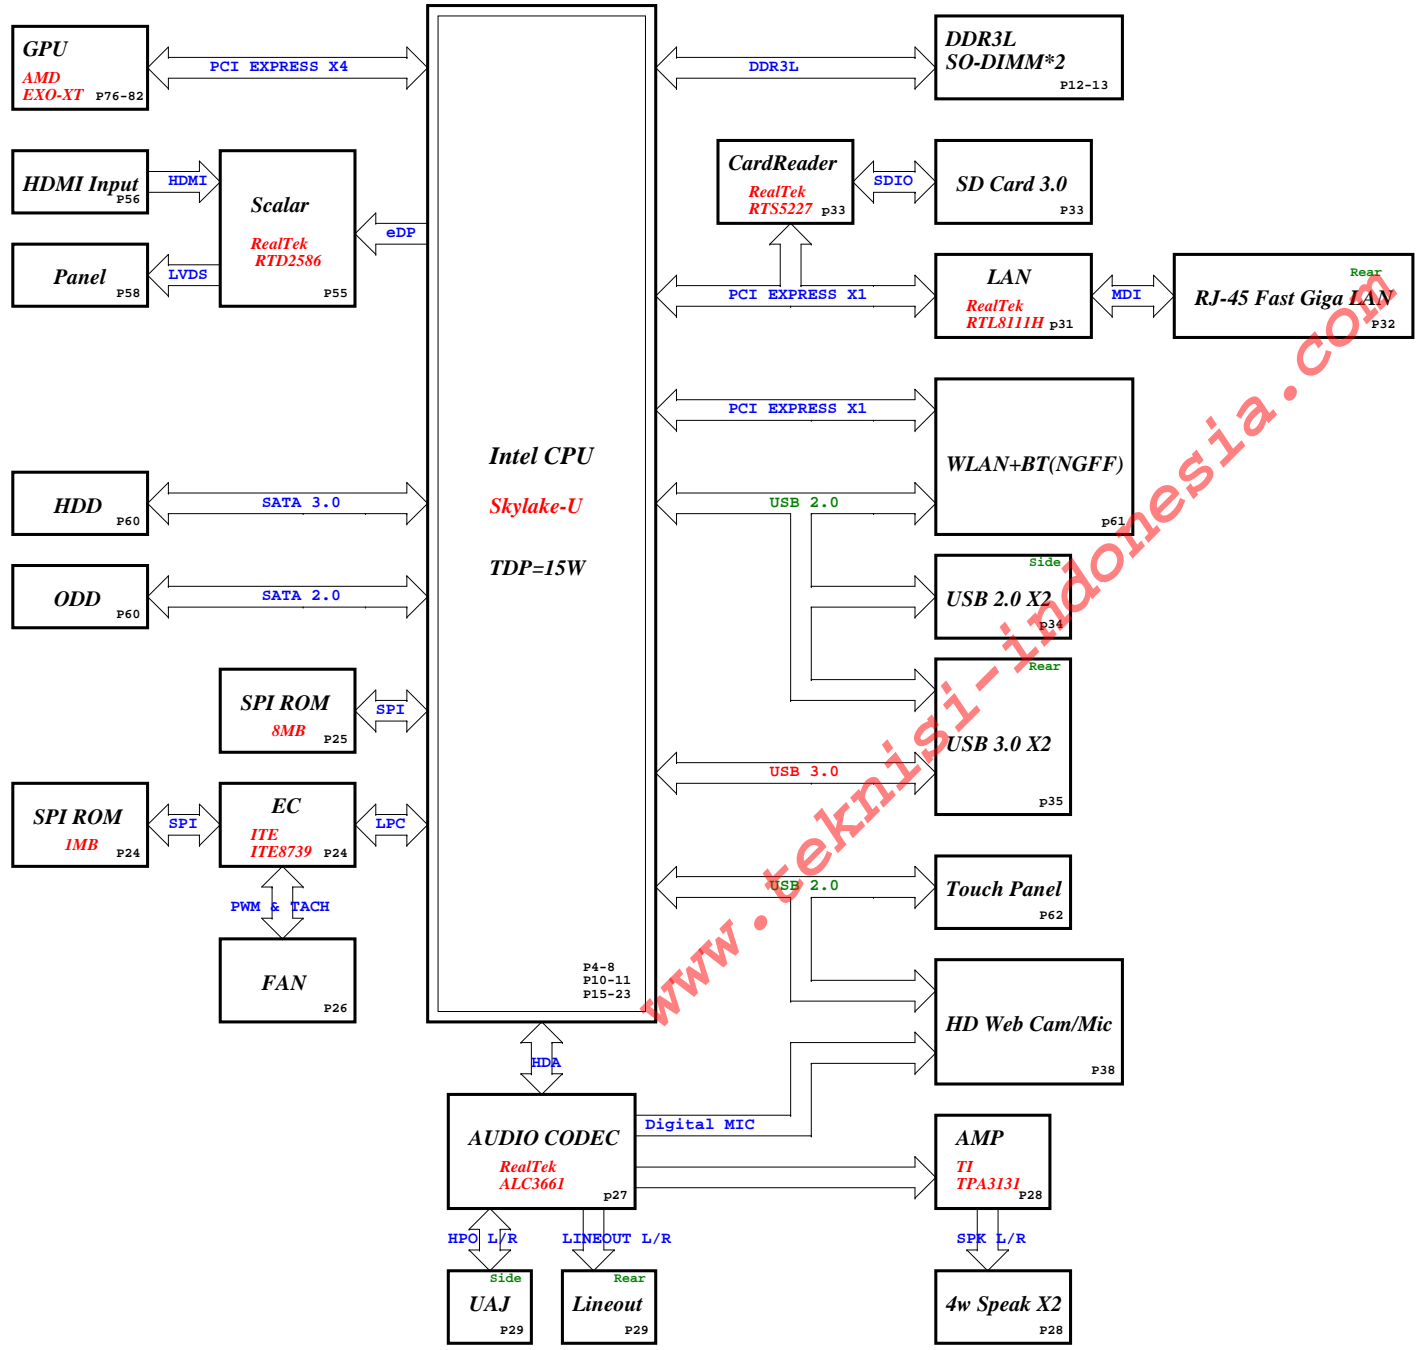 GPU
AMD
EXO-XT P76-82
PCI EXPRESS X4
DDR3L
DDR3L
SO-DIMM*2
P12-13
HDMI Input
P56
HDMI
Scalar
RealTek
RTD2586
P55
eDP
Panel
P58
LVDS
CardReader
RealTek
RTS5227 p33
SDIO
SD Card 3.0
P33
PCI EXPRESS X1
LAN
RealTek
RTL8111H p31
MDI
Rear
RJ-45 Fast Giga LAN
P32
PCI EXPRESS X1
WLAN+BT(NGFF)
p61
USB 2.0
Intel CPU
Skylake-U
TDP=15W
P4-8
P10-11
P15-23
HDD
P60
SATA 3.0
ODD
P60
SATA 2.0
Side
USB 2.0 X2
p34
Rear
USB 3.0 X2
p35
USB 3.0
SPI ROM
8MB
P25
SPI
SPI ROM
1MB
P24
SPI
EC
ITE
ITE8739 P24
LPC
PWM & TACH
FAN
P26
USB 2.0
Touch Panel
P62
HD Web Cam/Mic
P38
HDA
AUDIO CODEC
RealTek
ALC3661
p27
Digital MIC
AMP
TI
TPA3131
P28
HPO L/R
LINEOUT L/R
SPK L/R
Side
UAJ
P29
Rear
Lineout
P29
4w Speak X2
P28
www.teknisi-indonesia.com